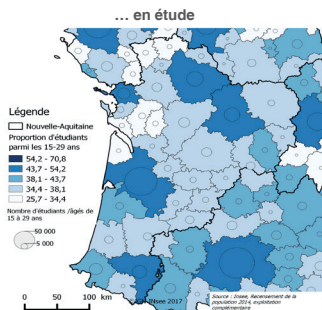 ... en étude
Légende
Nouvelle-Aquitaine
Proportion d'étudiants
parmi les 15-29 ans
54,2 - 70,8
43,7 - 54,2
38,1 - 43,7
34,4 - 38,1
25,7 - 34,4
Nombre d'étudiants /âgés de
15 à 29 ans
50 000
5 000
0 50 100 km
Insee 2017
Source : Insee, Recensement de la
population 2014, exploitation
complémentaire